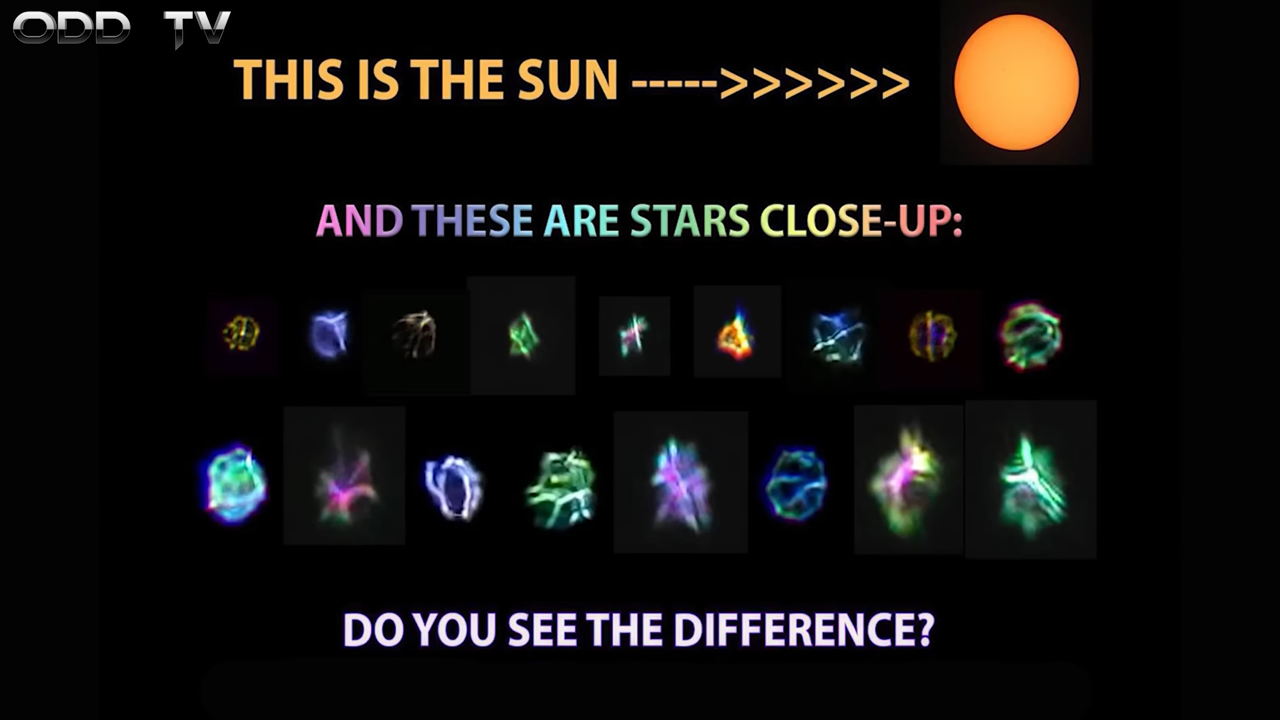 ODD TV
THIS IS THE SUN ----->>>>>>
AND THESE ARE STARS CLOSE-UP:
DO YOU SEE THE DIFFERENCE?